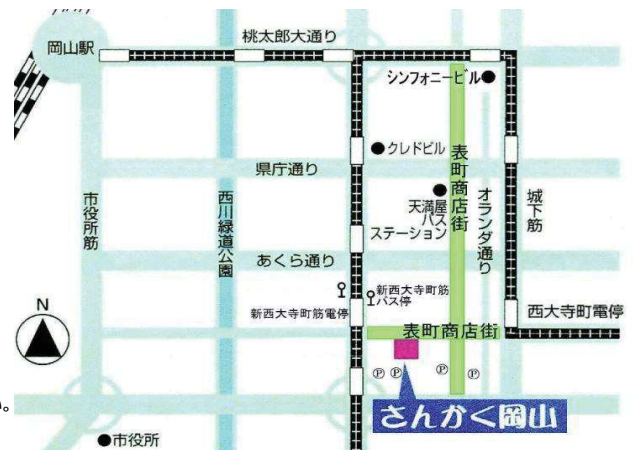 桃太郎大通り
岡山駅
シンフォニービル
クレドビル
県庁通り
表町商店街
市役所筋
西川緑道公園
天満屋
バス
ステーション
オランダ通り
城下筋
あくら通り
新西大寺町筋
バス停
新西大寺町筋電停
西大寺町電停
N
表町商店街
Ⓟ Ⓟ Ⓟ Ⓟ
さんかく岡山
い。
市役所